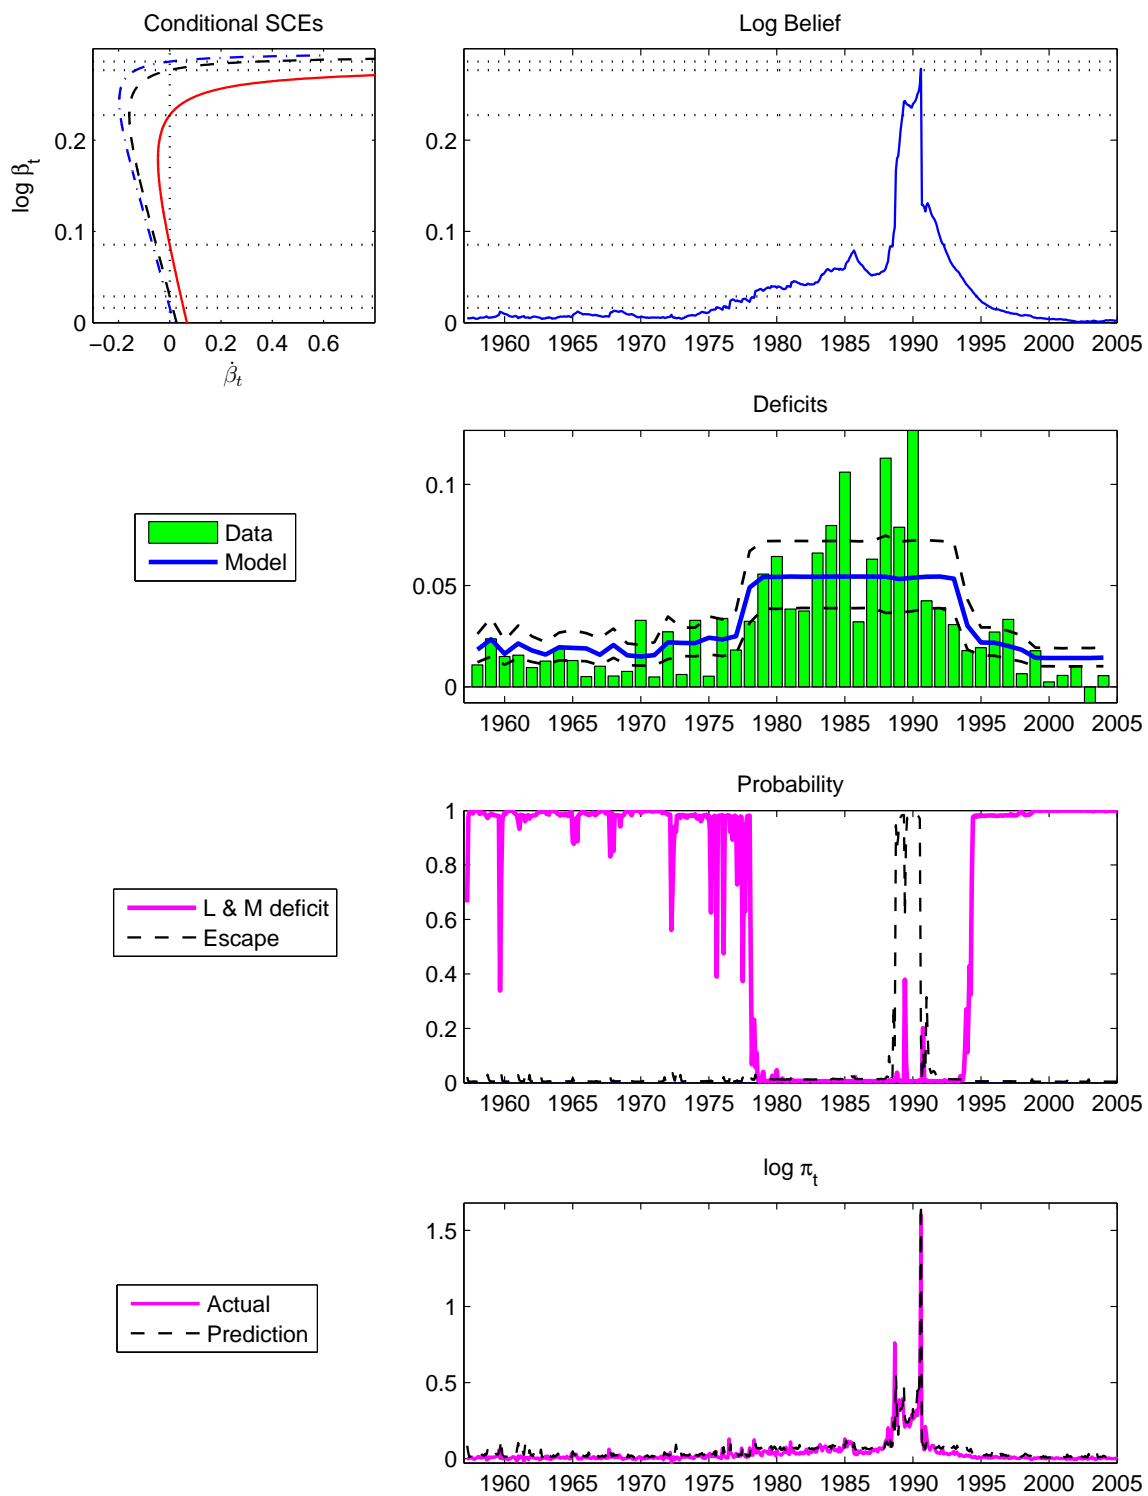 Conditional SCEs
Log Belief
log β_t
0.2
0.1
0
−0.2 0 0.2 0.4 0.6
β̇_t
0.2
0.1
0
1960 1965 1970 1975 1980 1985 1990 1995 2000 2005
Deficits
Data
Model
0.1
0.05
0
1960 1965 1970 1975 1980 1985 1990 1995 2000 2005
Probability
L & M deficit
Escape
1
0.8
0.6
0.4
0.2
0
1960 1965 1970 1975 1980 1985 1990 1995 2000 2005
log π_t
Actual
Prediction
1.5
1
0.5
0
1960 1965 1970 1975 1980 1985 1990 1995 2000 2005